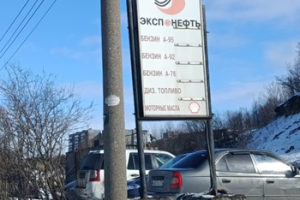 ЭКСПОНЕФТЬ
БЕНЗИН А-95
БЕНЗИН А-92
БЕНЗИН А-76
ДИЗ. ТОПЛИВО
МОТОРНЫЕ МАСЛА